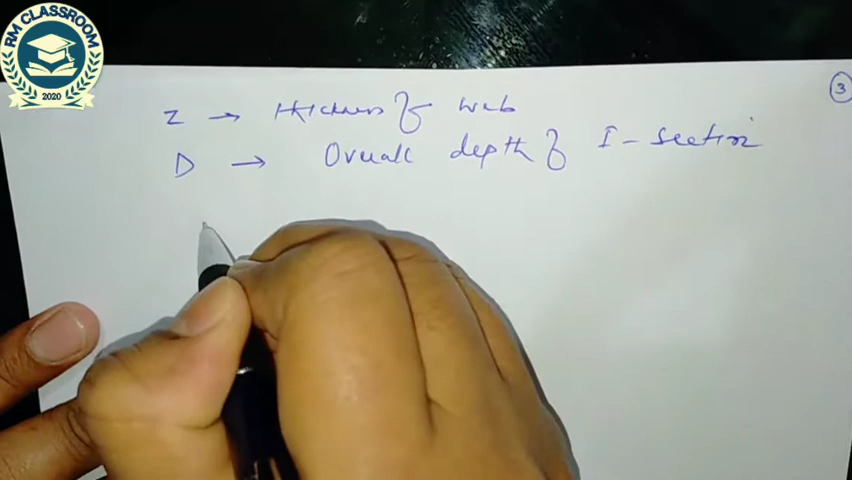 RM CLASSROOM
2020
3
z → thickness of web
D → Overall depth of I-section